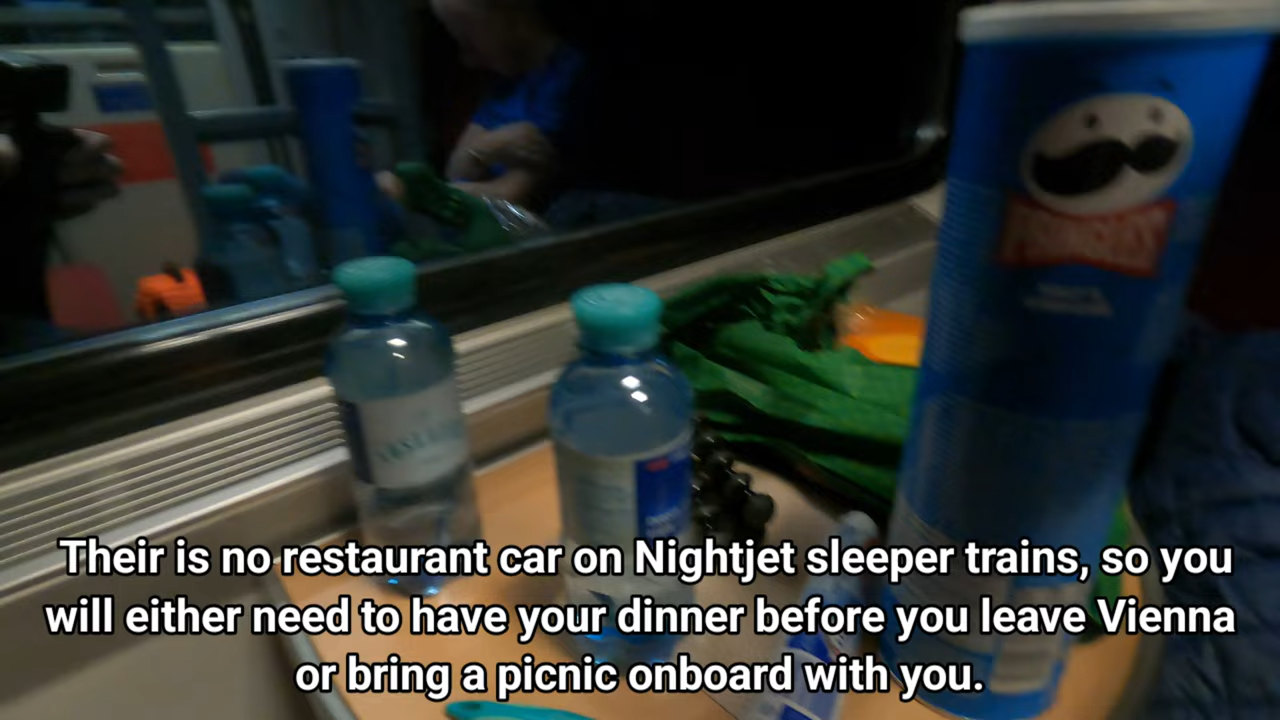 PRINGLES
Their is no restaurant car on Nightjet sleeper trains, so you
will either need to have your dinner before you leave Vienna
or bring a picnic onboard with you.